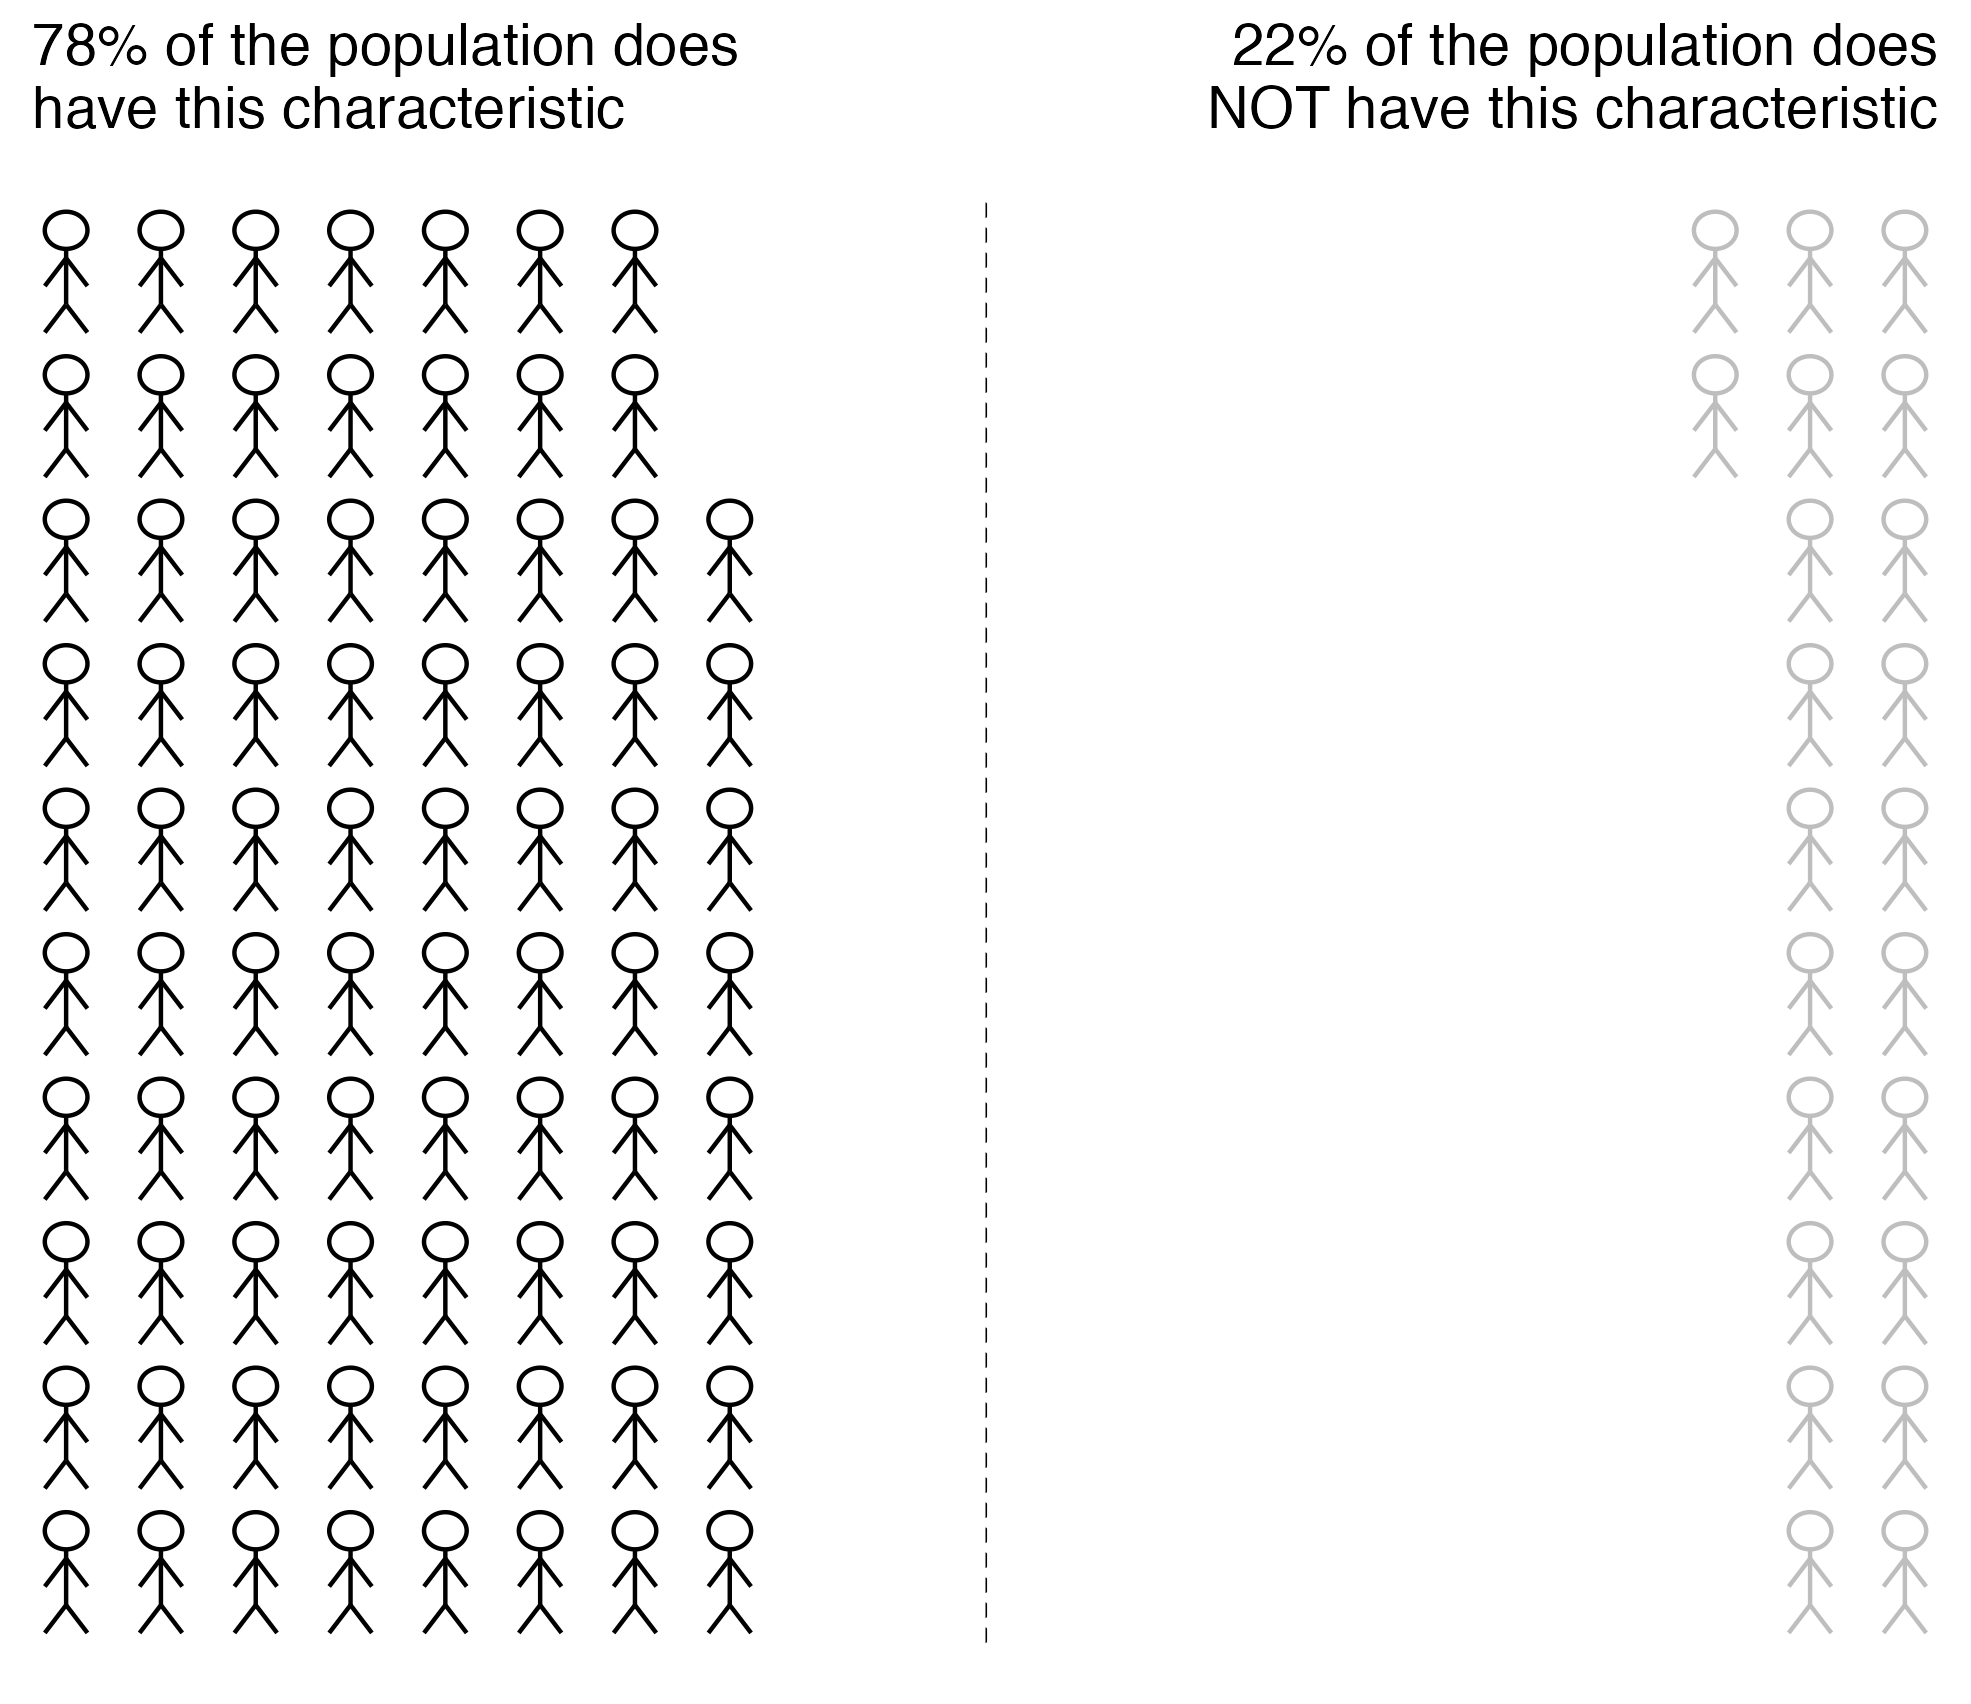 78% of the population does
have this characteristic
22% of the population does
NOT have this characteristic